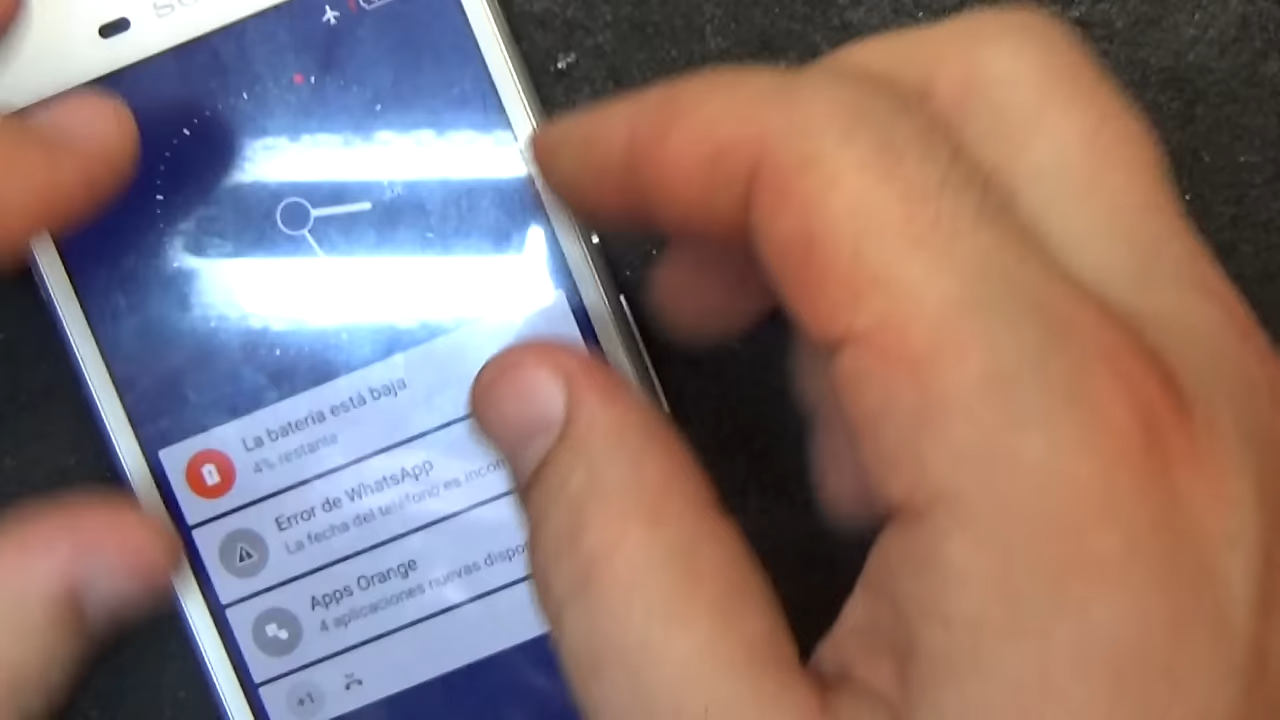 La batería está baja
4% restante
Error de WhatsApp
La fecha del teléfono es
Apps Orange
4 aplicaciones nuevas
+1